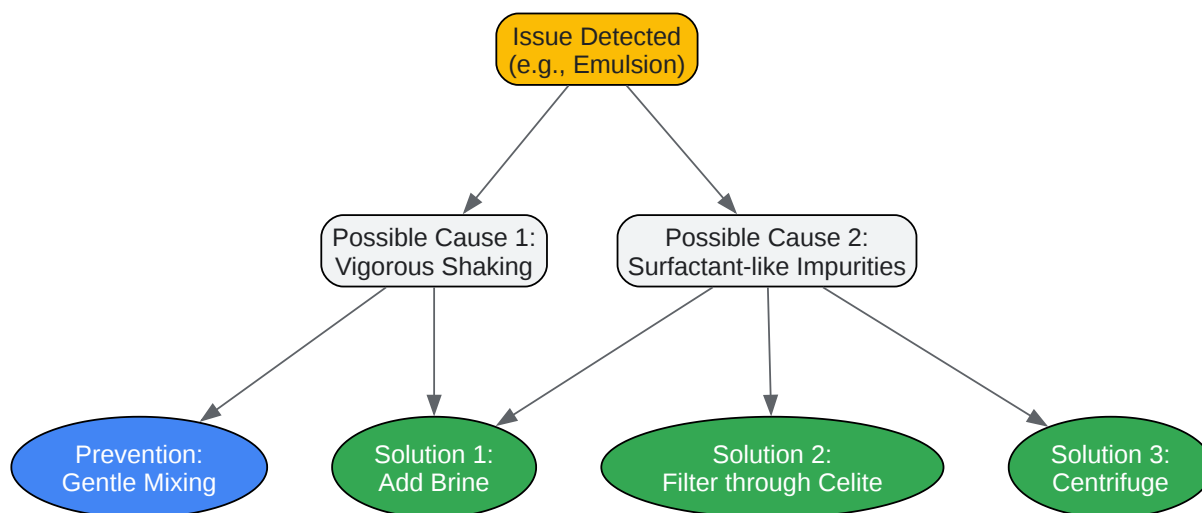 Issue Detected
(e.g., Emulsion)
Possible Cause 1:
Vigorous Shaking
Possible Cause 2:
Surfactant-like Impurities
Prevention:
Gentle Mixing
Solution 1:
Add Brine
Solution 2:
Filter through Celite
Solution 3:
Centrifuge